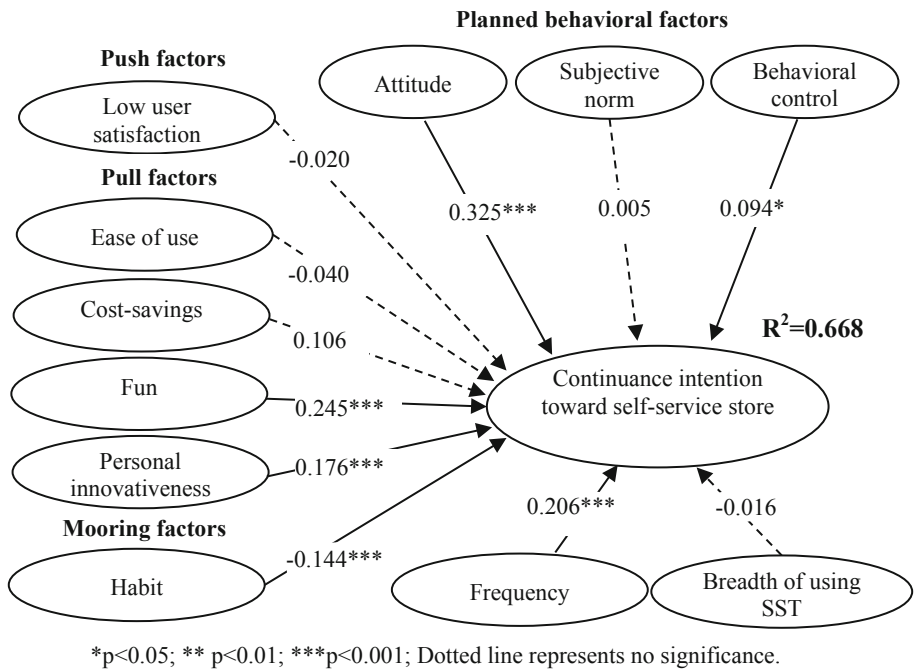 Planned behavioral factors
Push factors
Attitude
Subjective
norm
Behavioral
control
Low user
satisfaction
-0.020
Pull factors
Ease of use
-0.040
0.325***
0.005
0.094*
Cost-savings
0.106
R²=0.668
Fun
0.245***
Continuance intention
toward self-service store
Personal
innovativeness
0.176***
Mooring factors
Habit
-0.144***
0.206***
-0.016
Frequency
Breadth of using
SST
*p<0.05; ** p<0.01; ***p<0.001; Dotted line represents no significance.